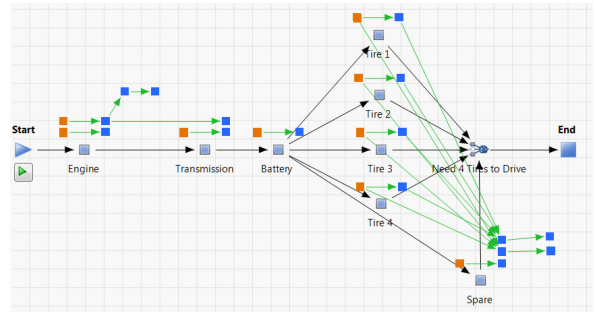 Tire 1
Tire 2
Start
End
Engine
Transmission
Battery
Tire 3
Need 4 Tires to Drive
Tire 4
Spare